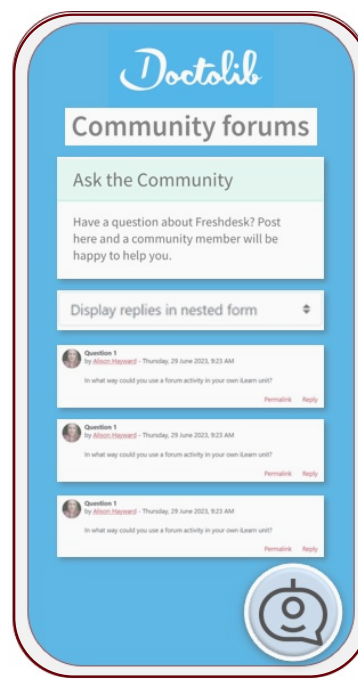 Doctolib
Community forums
Ask the Community
Have a question about Freshdesk? Post
here and a community member will be
happy to help you.
Display replies in nested form
Question 1
by Alison Hayward - Thursday, 29 June 2023, 9:23 AM
In what way could you use a forum activity in your own iLearn unit?
Permalink Reply
Question 1
by Alison Hayward - Thursday, 29 June 2023, 9:23 AM
In what way could you use a forum activity in your own iLearn unit?
Permalink Reply
Question 1
by Alison Hayward - Thursday, 29 June 2023, 9:23 AM
In what way could you use a forum activity in your own iLearn unit?
Permalink Reply